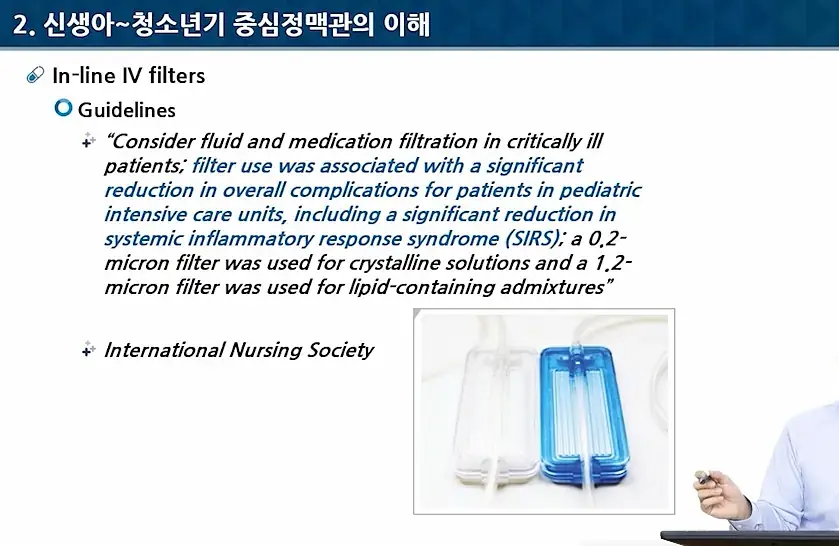 2. 신생아~청소년기 중심정맥관의 이해
In-line IV filters
Guidelines
“Consider fluid and medication filtration in critically ill
patients; filter use was associated with a significant
reduction in overall complications for patients in pediatric
intensive care units, including a significant reduction in
systemic inflammatory response syndrome (SIRS); a 0.2-
micron filter was used for crystalline solutions and a 1.2-
micron filter was used for lipid-containing admixtures”
International Nursing Society